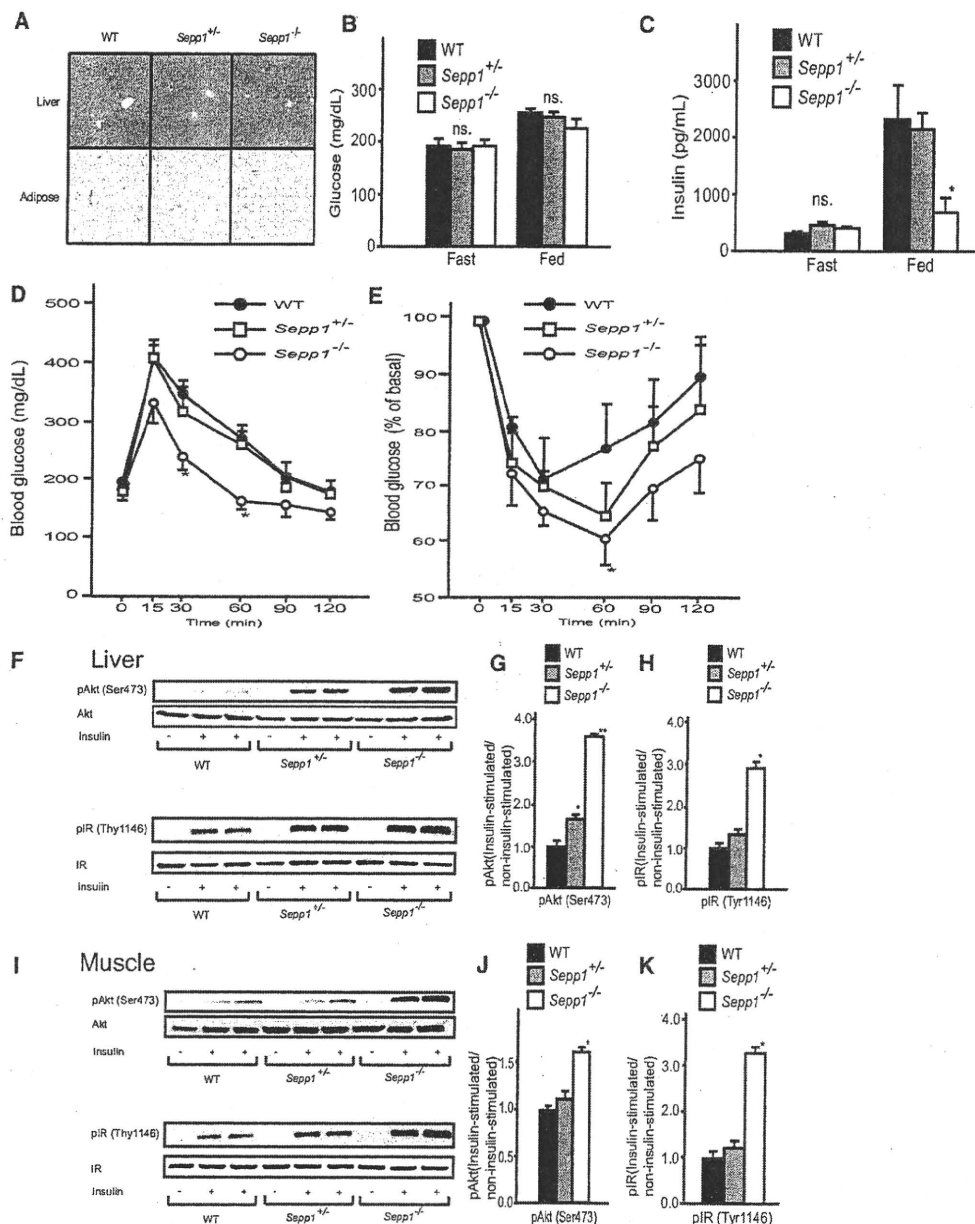 A
WT Sepp1+/- Sepp1-/-
Liver
Adipose
B
WT
Sepp1+/-
Sepp1-/-
Glucose (mg/dL)
300
200
100
0
ns.
ns.
Fast Fed
C
WT
Sepp1+/-
Sepp1-/-
Insulin (pg/mL)
3000
2000
1000
0
ns.
*
Fast Fed
D
WT
Sepp1+/-
Sepp1-/-
Blood glucose (mg/dL)
500
400
300
200
100
0
*
*
0 15 30 60 90 120
Time (min)
E
WT
Sepp1+/-
Sepp1-/-
Blood glucose (% of basal)
100
90
80
70
60
50
*
0 15 30 60 90 120
Time (min)
F Liver
pAkt (Ser473)
Akt
Insulin - + + - + + - + +
WT Sepp1+/- Sepp1-/-
pIR (Thy1146)
IR
Insulin - + + - + + - + +
WT Sepp1+/- Sepp1-/-
G
WT
Sepp1+/-
Sepp1-/-
pAkt(Insulin-stimulated/
non-insulin-stimulated)
4.0
3.0
2.0
1.0
0.0
*
**
pAkt (Ser473)
H
WT
Sepp1+/-
Sepp1-/-
pIR(Insulin-stimulated/
non-insulin-stimulated)
4.0
3.0
2.0
1.0
0.0
*
pIR (Tyr1146)
I Muscle
pAkt (Ser473)
Akt
Insulin - + + - + + - + +
WT Sepp1+/- Sepp1-/-
pIR (Thy1146)
IR
Insulin - + + - + + - + +
WT Sepp1+/- Sepp1-/-
J
WT
Sepp1+/-
Sepp1-/-
pAkt(Insulin-stimulated/
non-insulin-stimulated)
1.5
1.0
0.5
0
*
pAkt (Ser473)
K
WT
Sepp1+/-
Sepp1-/-
pIR(Insulin-stimulated/
non-insulin-stimulated)
4.0
3.0
2.0
1.0
0.0
*
pIR (Tyr1146)